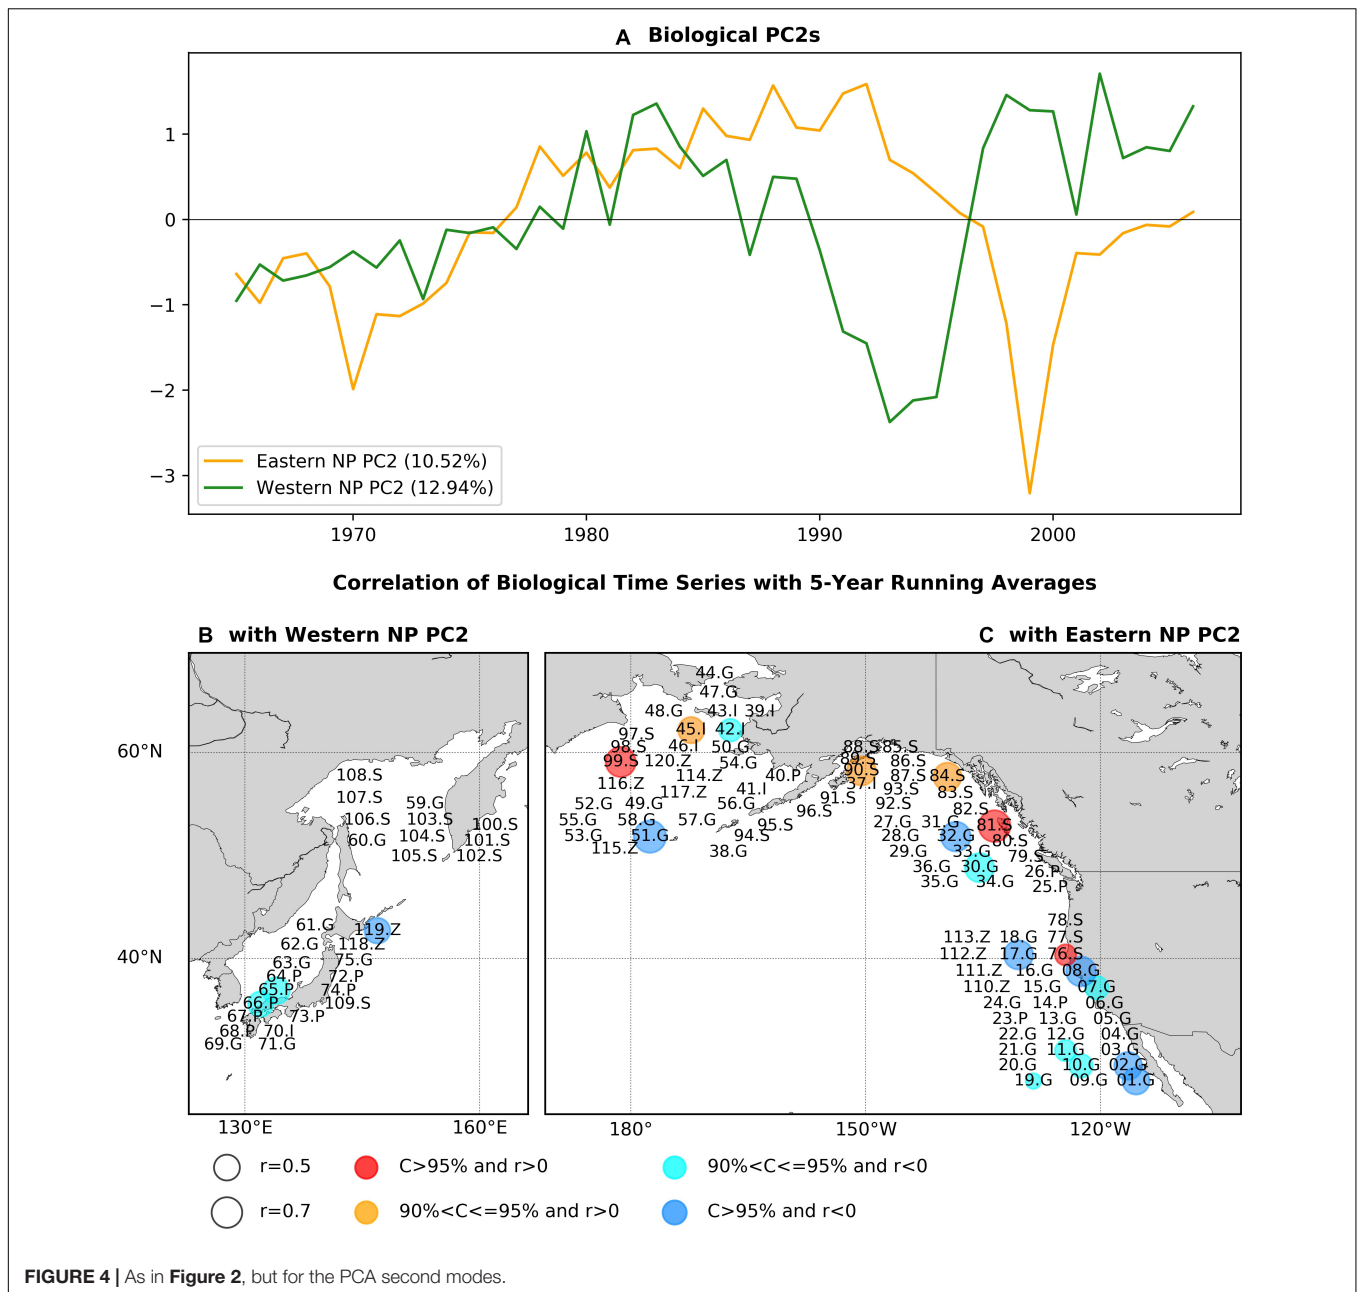 A Biological PC2s
1
0
−1
−2
−3
Eastern NP PC2 (10.52%)
Western NP PC2 (12.94%)
1970 1980 1990 2000
Correlation of Biological Time Series with 5-Year Running Averages
B with Western NP PC2
C with Eastern NP PC2
60°N
40°N
108.S
107.S
59.G
106.S
103.S
100.S
60.G
104.S
101.S
105.S
102.S
61.G
119.Z
62.G
118.Z
63.G
75.G
64.P
72.P
65.P
74.P
66.P
109.S
67.P
73.P
68.P
70.I
69.G
71.G
130°E 160°E
44.G
47.G
48.G
43.I
39.I
97.S
45.I
42.I
98.S
46.I
50.G
99.S
120.Z
54.G
116.Z
114.Z
40.P
117.Z
41.I
52.G
49.G
56.G
55.G
58.G
57.G
53.G
51.G
115.Z
94.S
95.S
96.S
38.G
88.S
85.S
89.S
86.S
90.S
87.S
37.I
93.S
91.S
92.S
84.S
83.S
82.S
27.G
31.G
81.S
28.G
32.G
80.S
29.G
33.G
79.S
36.G
30.G
26.P
35.G
34.G
25.P
78.S
113.Z
18.G
77.S
112.Z
17.G
76.S
111.Z
16.G
08.G
110.Z
15.G
07.G
24.G
14.P
06.G
23.P
13.G
05.G
22.G
12.G
04.G
21.G
11.G
03.G
20.G
10.G
02.G
19.G
09.G
01.G
180° 150°W 120°W
r=0.5
C>95% and r>0
90%<C<=95% and r<0
r=0.7
90%<C<=95% and r>0
C>95% and r<0
FIGURE 4 | As in Figure 2, but for the PCA second modes.